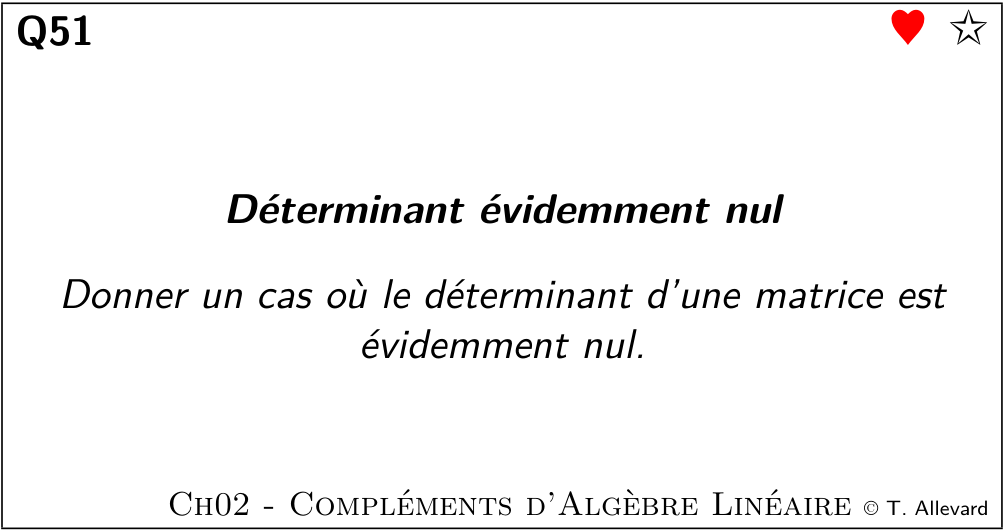 Q51
Déterminant évidemment nul
Donner un cas où le déterminant d'une matrice est
évidemment nul.
Ch02 - Compléments d'Algèbre Linéaire © T. Allevard